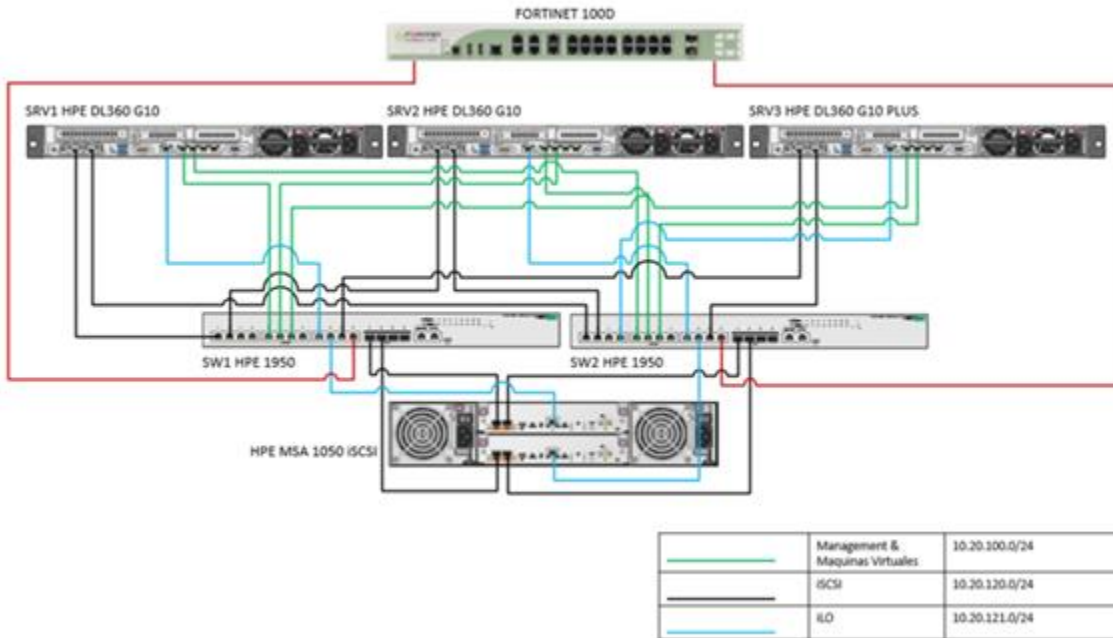 FORTINET 100D
SRV1 HPE DL360 G10
SRV2 HPE DL360 G10
SRV3 HPE DL360 G10 PLUS
SW1 HPE 1950
SW2 HPE 1950
HPE MSA 1050 iSCSI
Management &
Maquinas Virtuales
10.20.100.0/24
iSCSI
10.20.120.0/24
iLO
10.20.121.0/24